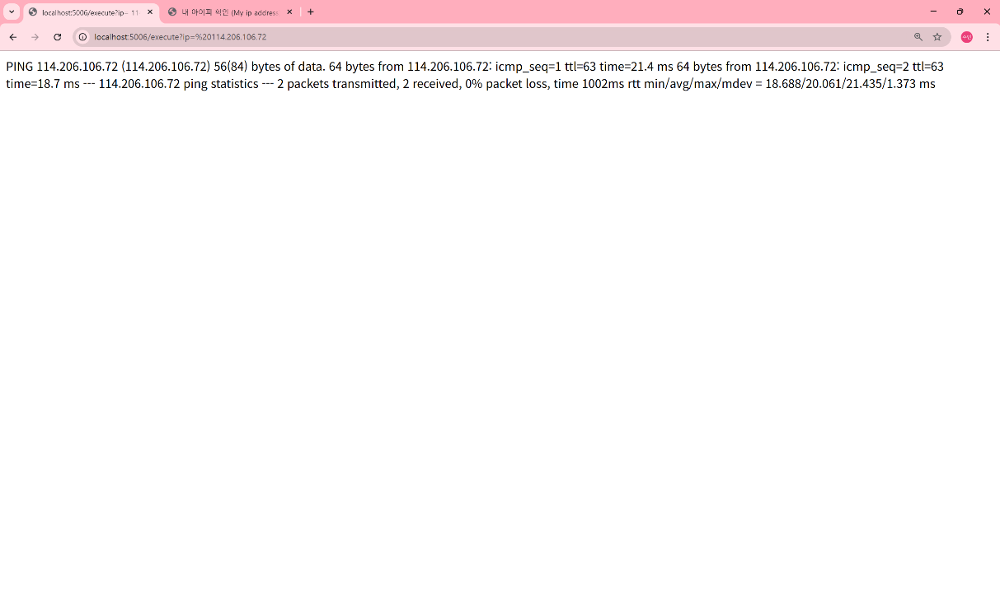 localhost:5006/execute?ip= 11
내 아이피 확인 (My ip address
localhost:5006/execute?ip=%20114.206.106.72
수인
PING 114.206.106.72 (114.206.106.72) 56(84) bytes of data. 64 bytes from 114.206.106.72: icmp_seq=1 ttl=63 time=21.4 ms 64 bytes from 114.206.106.72: icmp_seq=2 ttl=63
time=18.7 ms --- 114.206.106.72 ping statistics --- 2 packets transmitted, 2 received, 0% packet loss, time 1002ms rtt min/avg/max/mdev = 18.688/20.061/21.435/1.373 ms